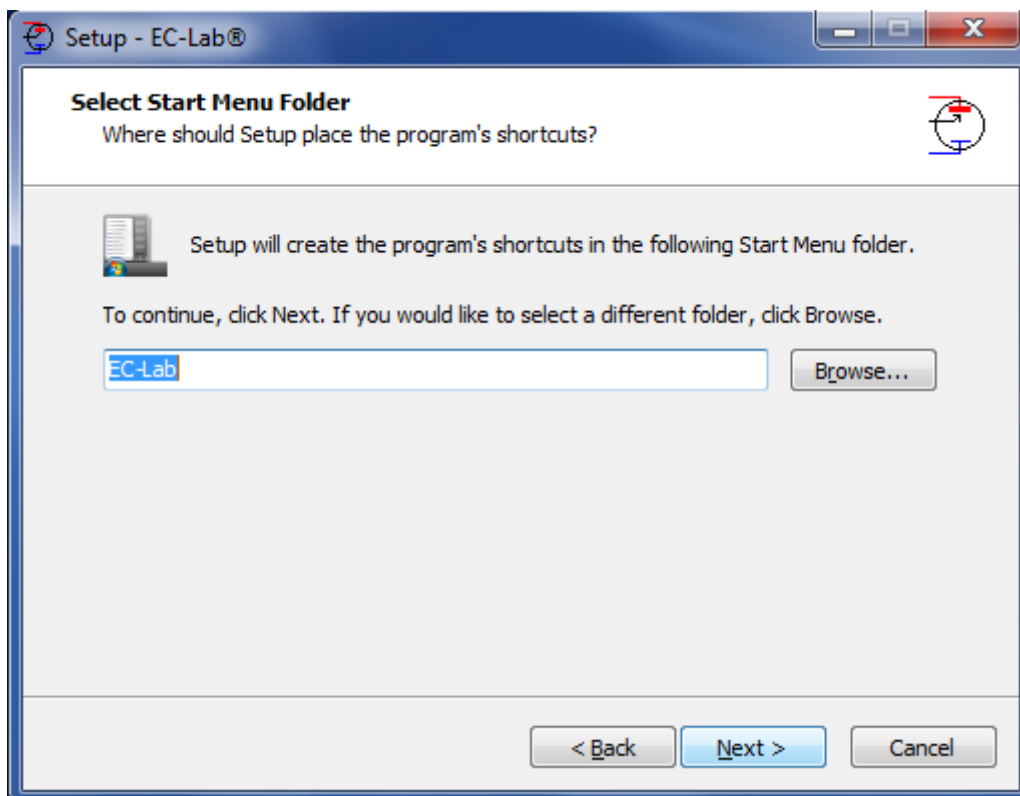 Setup - EC-Lab®
Select Start Menu Folder
Where should Setup place the program's shortcuts?
Setup will create the program's shortcuts in the following Start Menu folder.
To continue, click Next. If you would like to select a different folder, click Browse.
EC-Lab
Browse...
< Back
Next >
Cancel